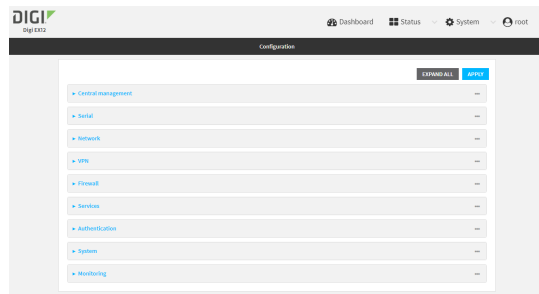 DIGI
Digi EX12
Dashboard Status System root
Configuration
EXPAND ALL APPLY
Central management
Serial
Network
VPN
Firewall
Services
Authentication
System
Monitoring